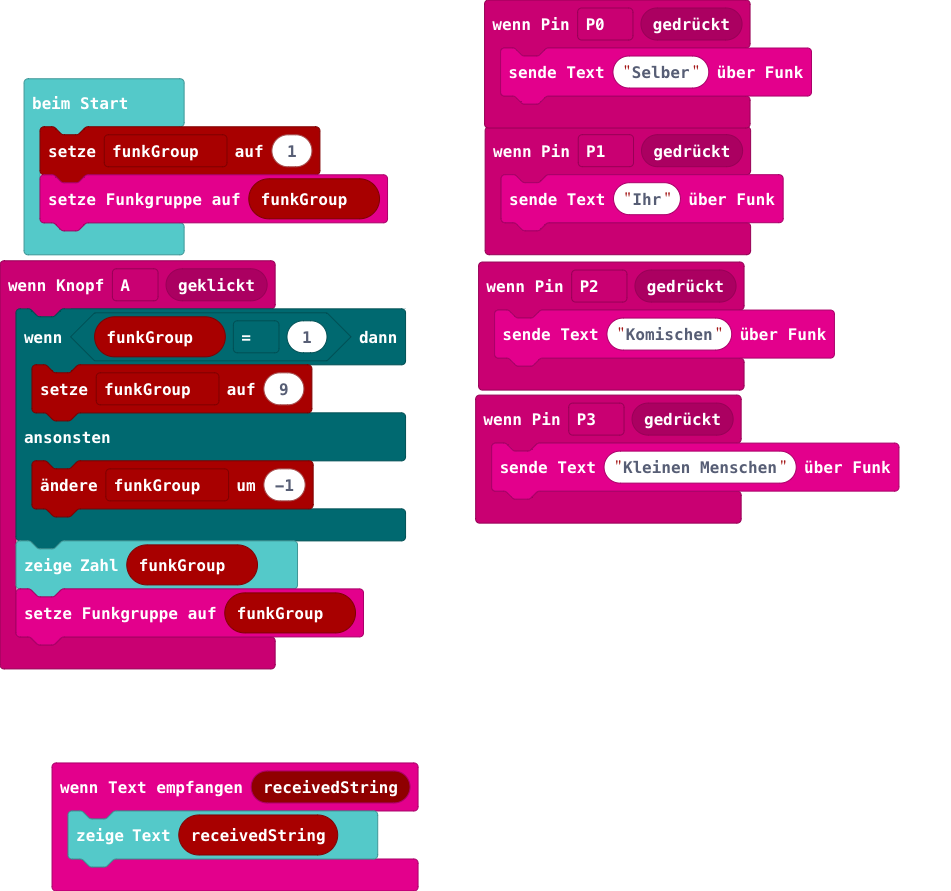 beim Start
setze funkGroup auf 1
setze Funkgruppe auf funkGroup
wenn Knopf A geklickt
wenn funkGroup = 1 dann
setze funkGroup auf 9
ansonsten
ändere funkGroup um −1
zeige Zahl funkGroup
setze Funkgruppe auf funkGroup
wenn Text empfangen receivedString
zeige Text receivedString
wenn Pin P0 gedrückt
sende Text "Selber" über Funk
wenn Pin P1 gedrückt
sende Text "Ihr" über Funk
wenn Pin P2 gedrückt
sende Text "Komischen" über Funk
wenn Pin P3 gedrückt
sende Text "Kleinen Menschen" über Funk